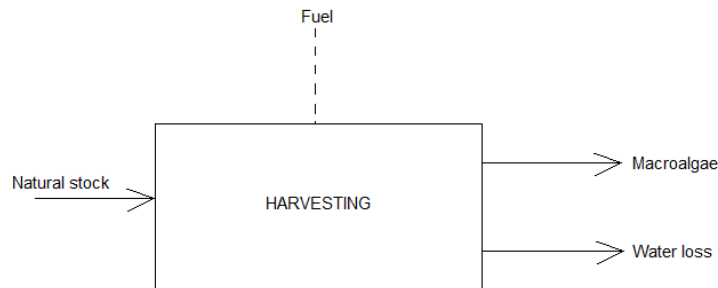 Fuel
Natural stock
HARVESTING
Macroalgae
Water loss